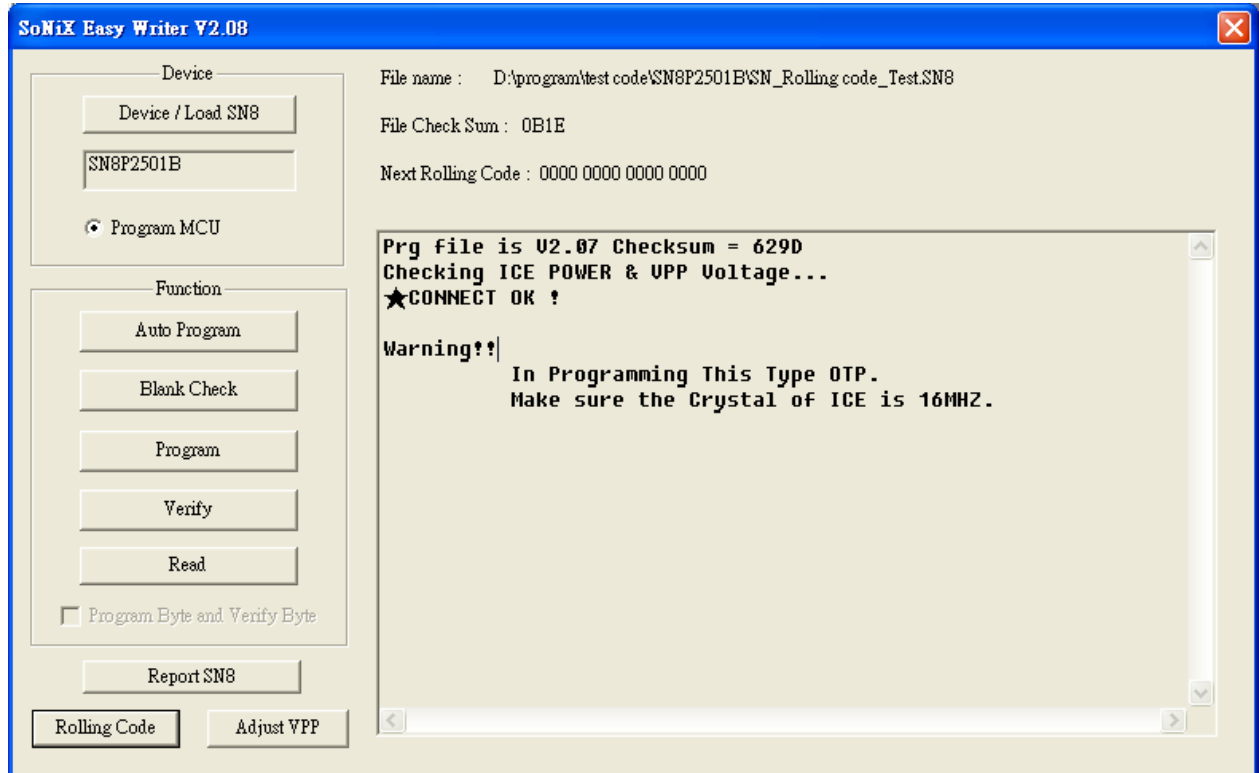 SoNiX Easy Writer V2.08
Device
Device / Load SN8
SN8P2501B
Program MCU
Function
Auto Program
Blank Check
Program
Verify
Read
Program Byte and Verify Byte
Report SN8
Rolling Code
Adjust VPP
File name : D:\program\test code\SN8P2501B\SN_Rolling code_Test.SN8
File Check Sum : 0B1E
Next Rolling Code : 0000 0000 0000 0000
Prg file is V2.07 Checksum = 629D
Checking ICE POWER & VPP Voltage...
★CONNECT OK !
Warning!!
In Programming This Type OTP.
Make sure the Crystal of ICE is 16MHZ.